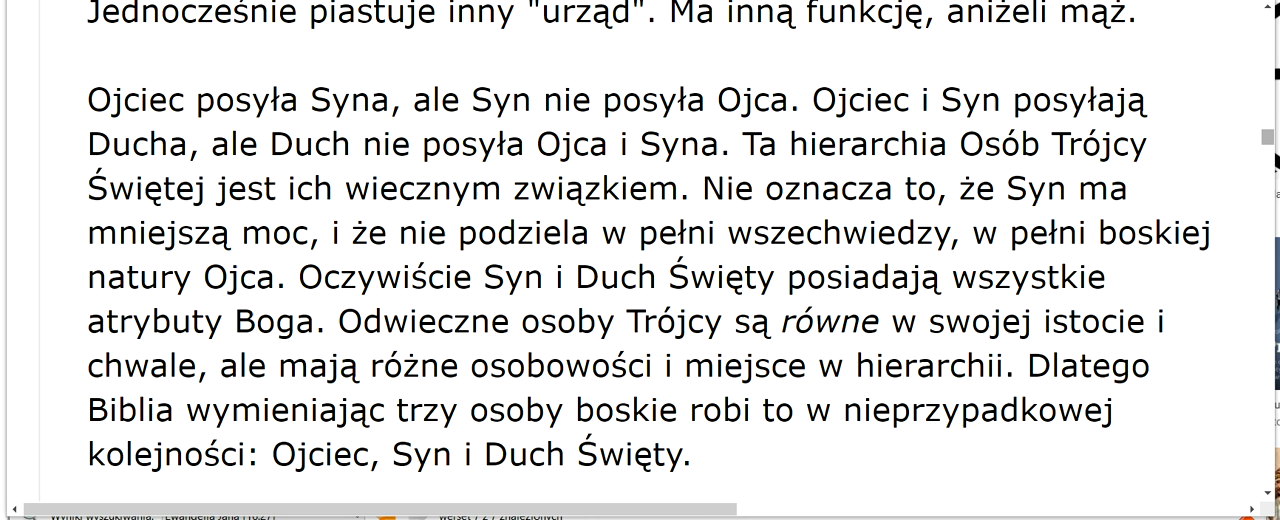 Jednocześnie piastuje inny "urząd". Ma inną funkcję, aniżeli mąż.
Ojciec posyła Syna, ale Syn nie posyła Ojca. Ojciec i Syn posyłają
Ducha, ale Duch nie posyła Ojca i Syna. Ta hierarchia Osób Trójcy
Świętej jest ich wiecznym związkiem. Nie oznacza to, że Syn ma
mniejszą moc, i że nie podziela w pełni wszechwiedzy, w pełni boskiej
natury Ojca. Oczywiście Syn i Duch Święty posiadają wszystkie
atrybuty Boga. Odwieczne osoby Trójcy są równe w swojej istocie i
chwale, ale mają różne osobowości i miejsce w hierarchii. Dlatego
Biblia wymieniając trzy osoby boskie robi to w nieprzypadkowej
kolejności: Ojciec, Syn i Duch Święty.